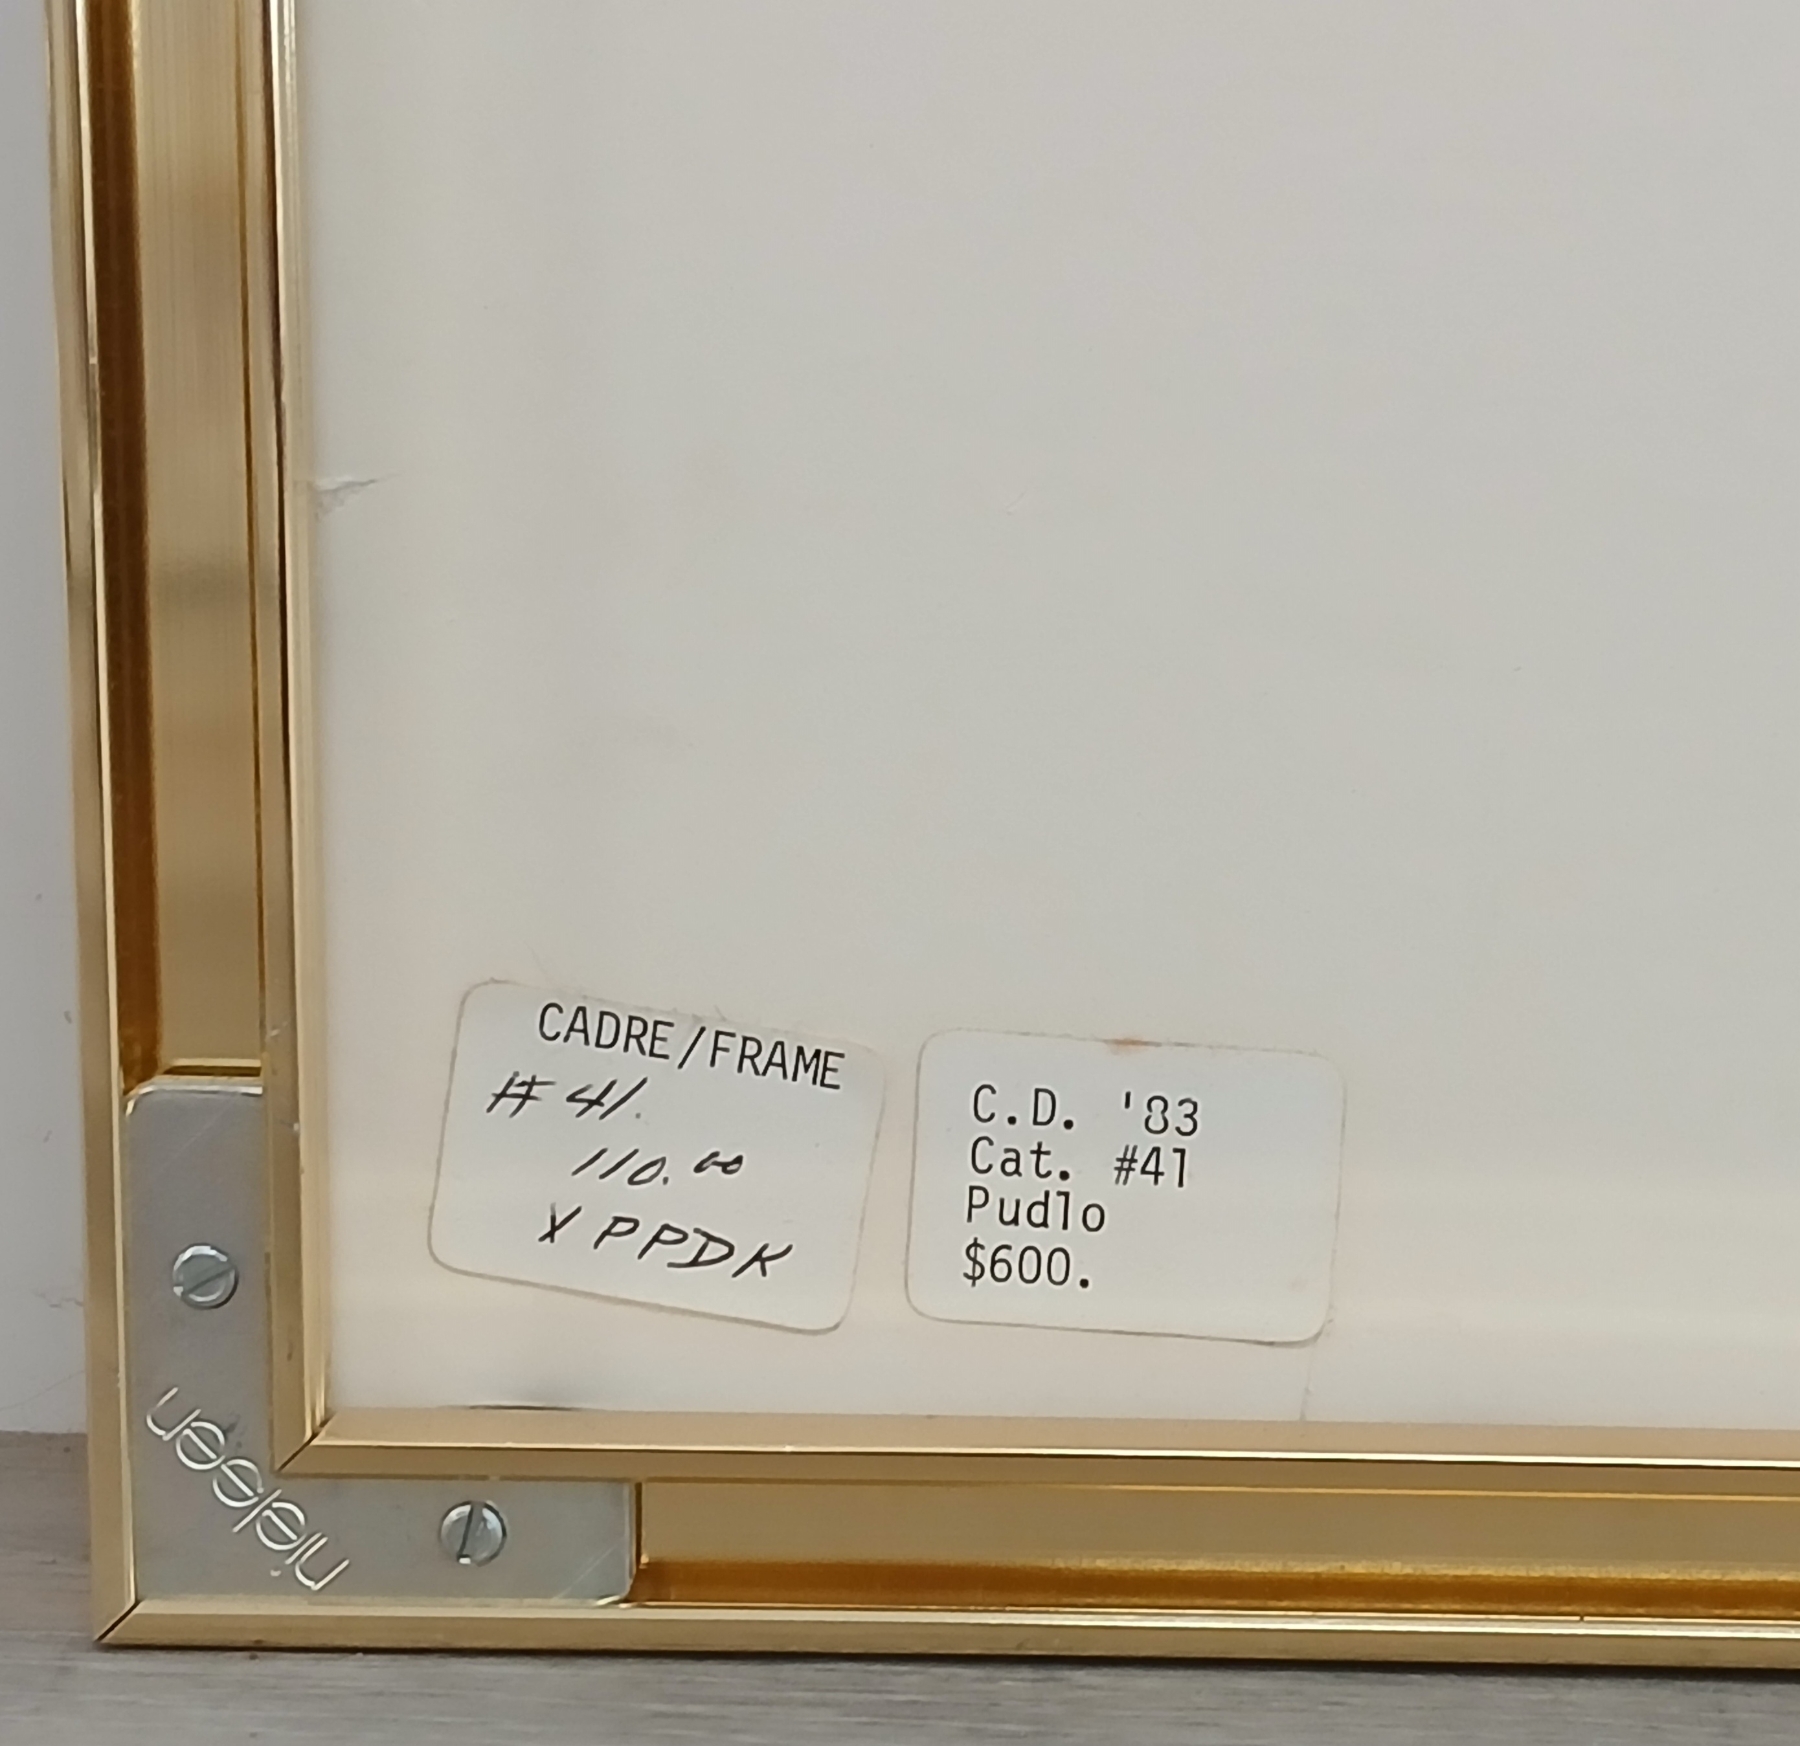 CADRE/FRAME
# 41.
110.00
X PPDK
C.D. '83
Cat. #41
Pudlo
$600.
nielsen